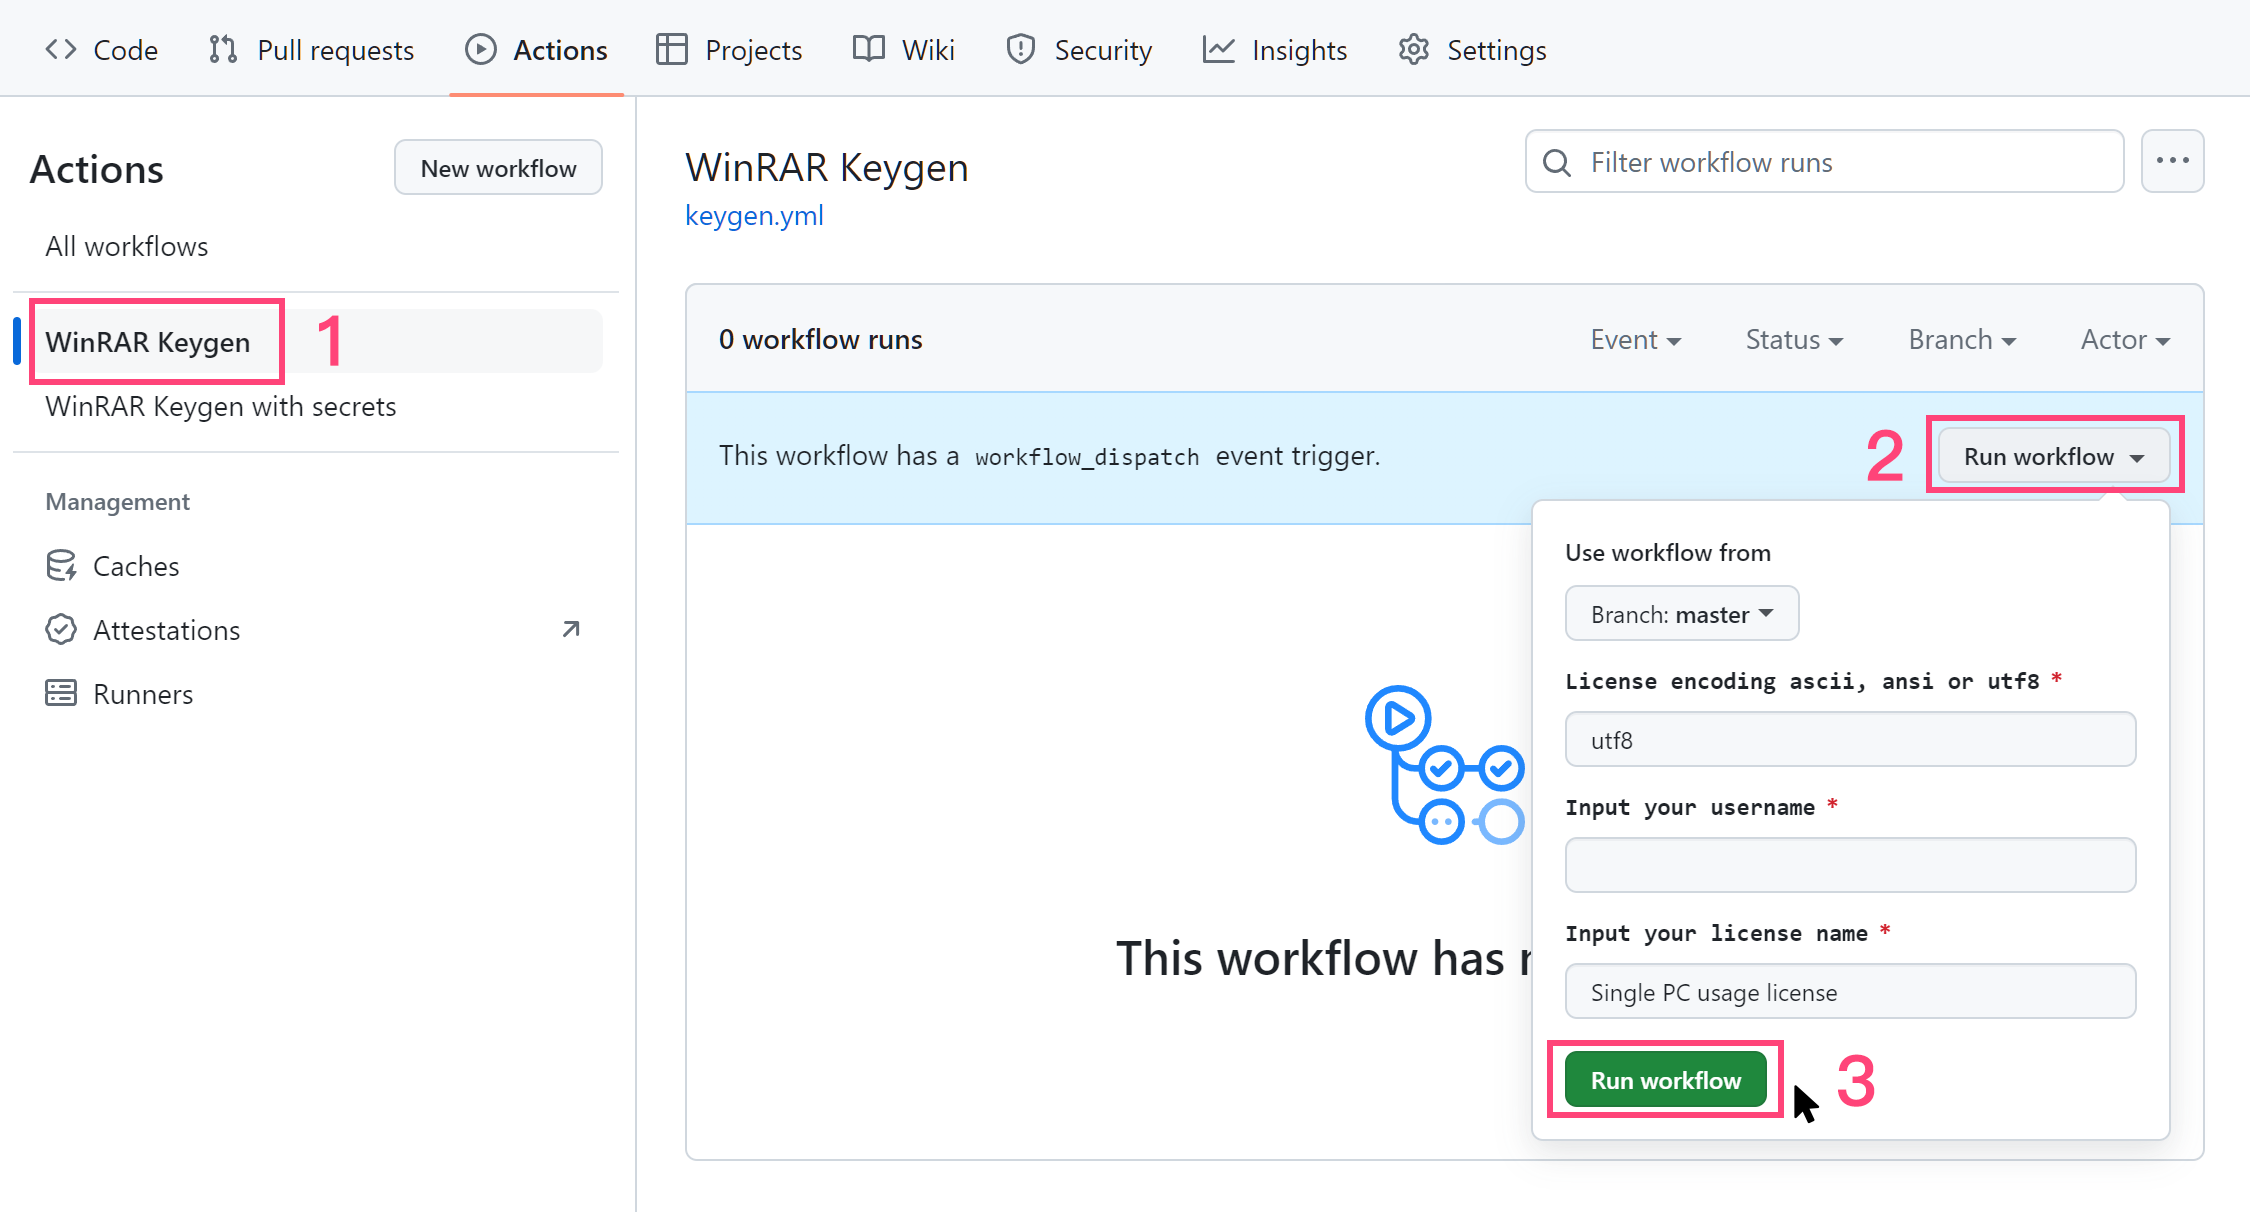 Code Pull requests Actions Projects Wiki Security Insights Settings
Actions
New workflow
All workflows
WinRAR Keygen
1
WinRAR Keygen with secrets
Management
Caches
Attestations
Runners
WinRAR Keygen
keygen.yml
Filter workflow runs
0 workflow runs
Event Status Branch Actor
This workflow has a workflow_dispatch event trigger.
2
Run workflow
Use workflow from
Branch: master
License encoding ascii, ansi or utf8 *
utf8
Input your username *
Input your license name *
Single PC usage license
Run workflow
3
This workflow has